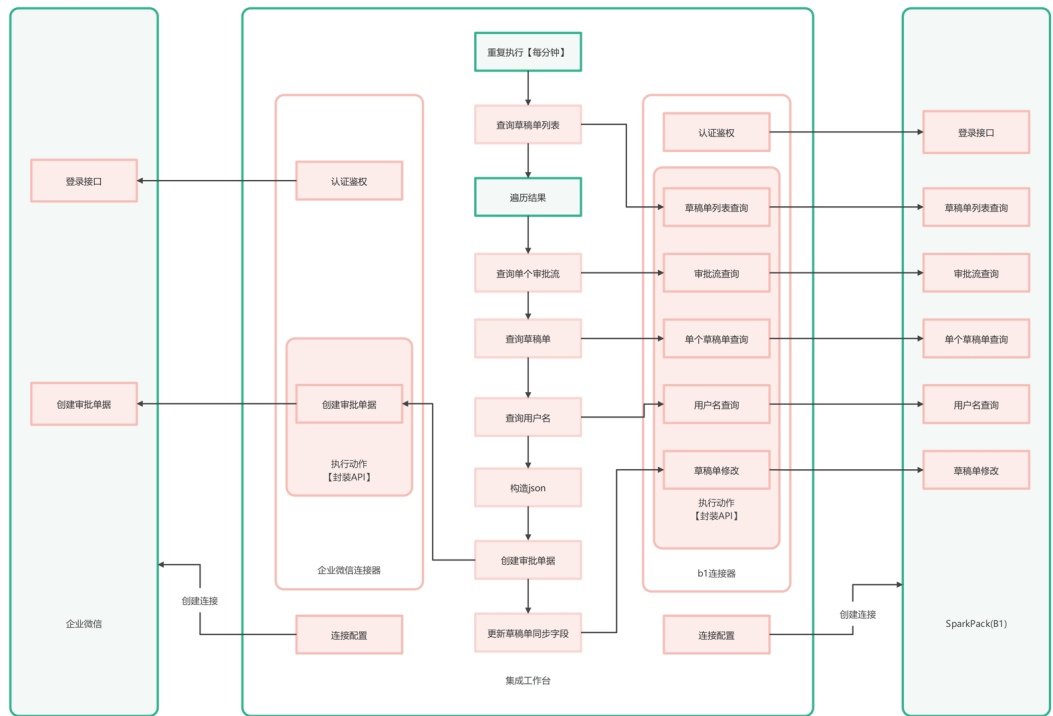 重复执行【每分钟】
查询草稿单列表
认证鉴权
登录接口
登录接口
认证鉴权
遍历结果
草稿单列表查询
草稿单列表查询
查询单个审批流
审批流查询
审批流查询
查询草稿单
单个草稿单查询
单个草稿单查询
创建审批单据
创建审批单据
查询用户名
用户名查询
用户名查询
执行动作
【封装API】
构造json
草稿单修改
草稿单修改
执行动作
【封装API】
创建审批单据
企业微信连接器
b1连接器
创建连接
创建连接
企业微信
连接配置
更新草稿单同步字段
连接配置
SparkPack(B1)
集成工作台